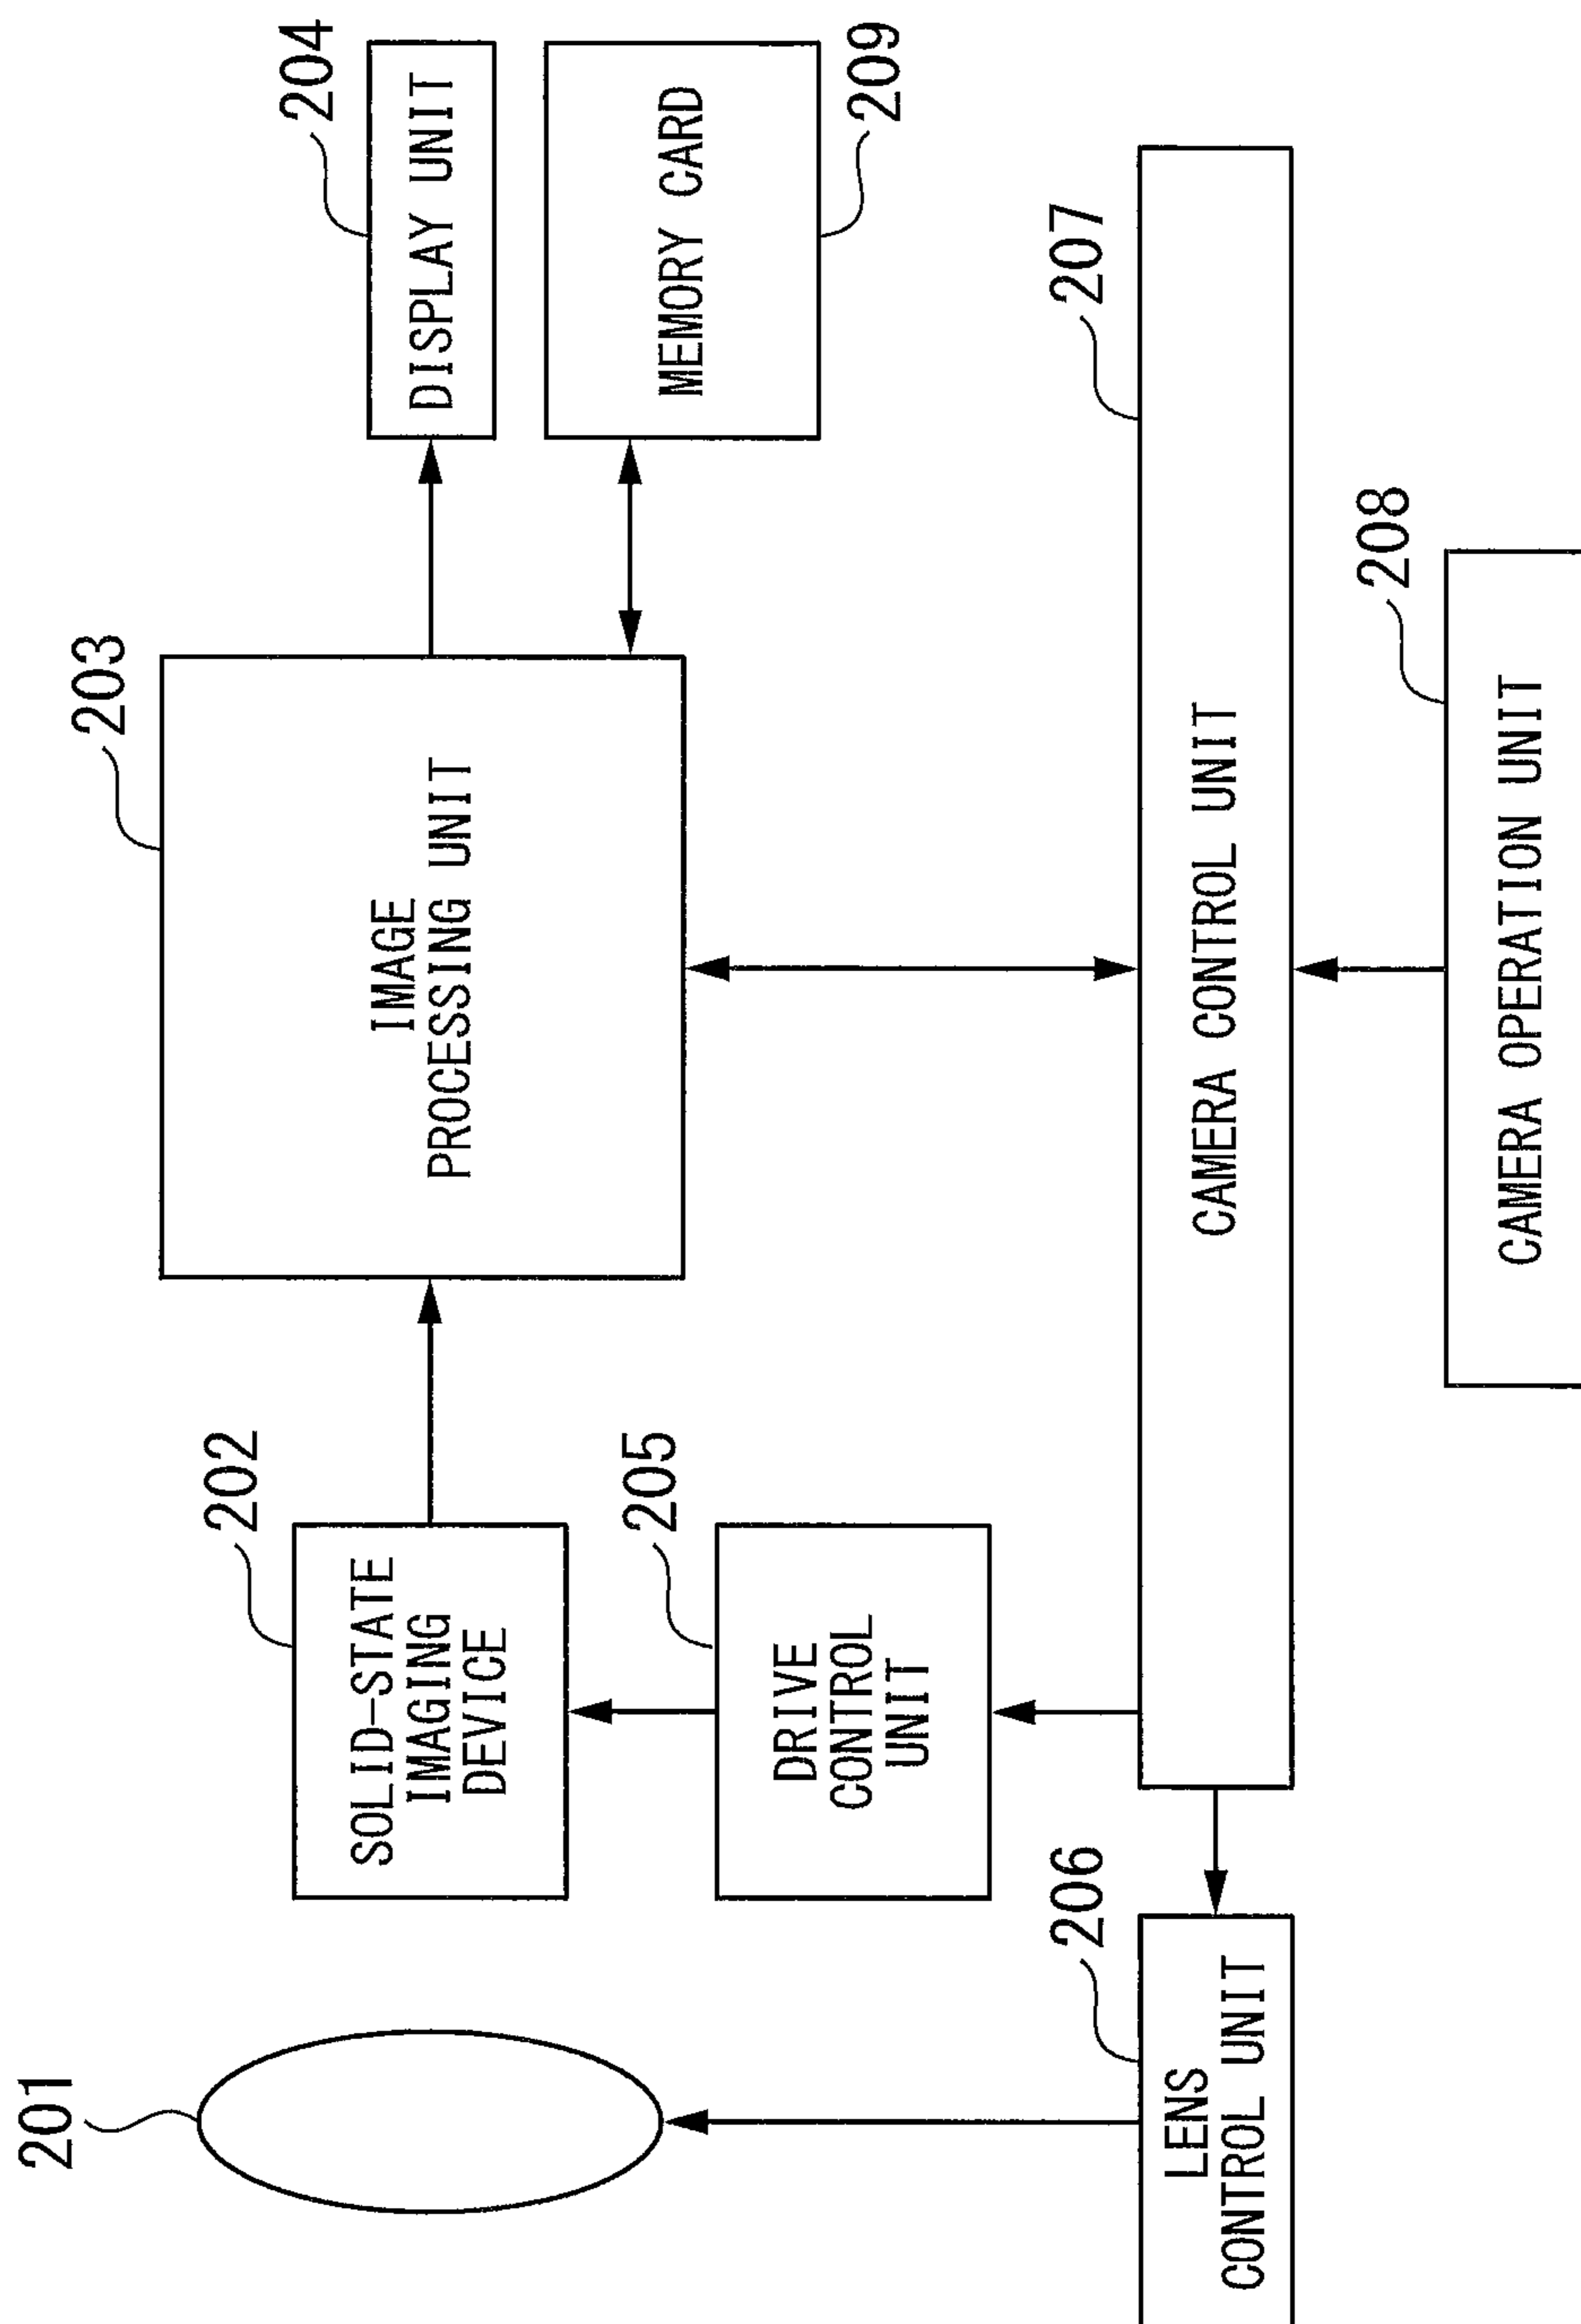 201
202
SOLID-STATE
IMAGING
DEVICE
203
IMAGE
PROCESSING UNIT
204
DISPLAY UNIT
MEMORY CARD
209
205
DRIVE
CONTROL
UNIT
206
LENS
CONTROL UNIT
207
CAMERA CONTROL UNIT
208
CAMERA OPERATION UNIT